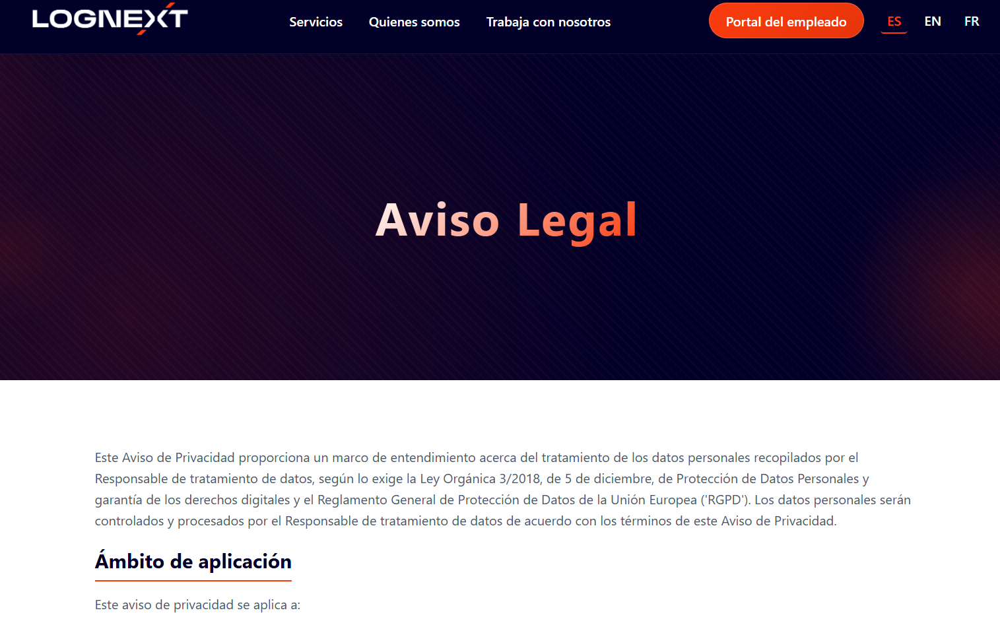 LOGNEXT
Servicios
Quienes somos
Trabaja con nosotros
Portal del empleado
ES
EN
FR
Aviso Legal
Este Aviso de Privacidad proporciona un marco de entendimiento acerca del tratamiento de los datos personales recopilados por el
Responsable de tratamiento de datos, según lo exige la Ley Orgánica 3/2018, de 5 de diciembre, de Protección de Datos Personales y
garantía de los derechos digitales y el Reglamento General de Protección de Datos de la Unión Europea ('RGPD'). Los datos personales serán
controlados y procesados por el Responsable de tratamiento de datos de acuerdo con los términos de este Aviso de Privacidad.
Ámbito de aplicación
Este aviso de privacidad se aplica a: